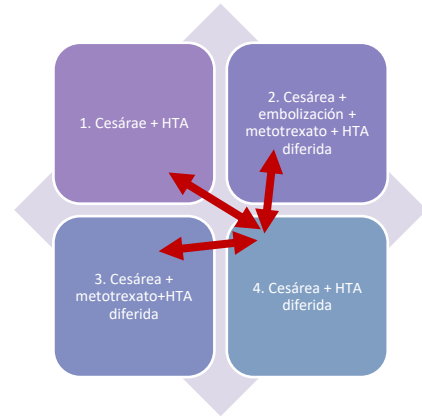 1. Cesárae + HTA
2. Cesárea +
embolización +
metotrexato + HTA
diferida
3. Cesárea +
metotrexato+HTA
diferida
4. Cesárea + HTA
diferida